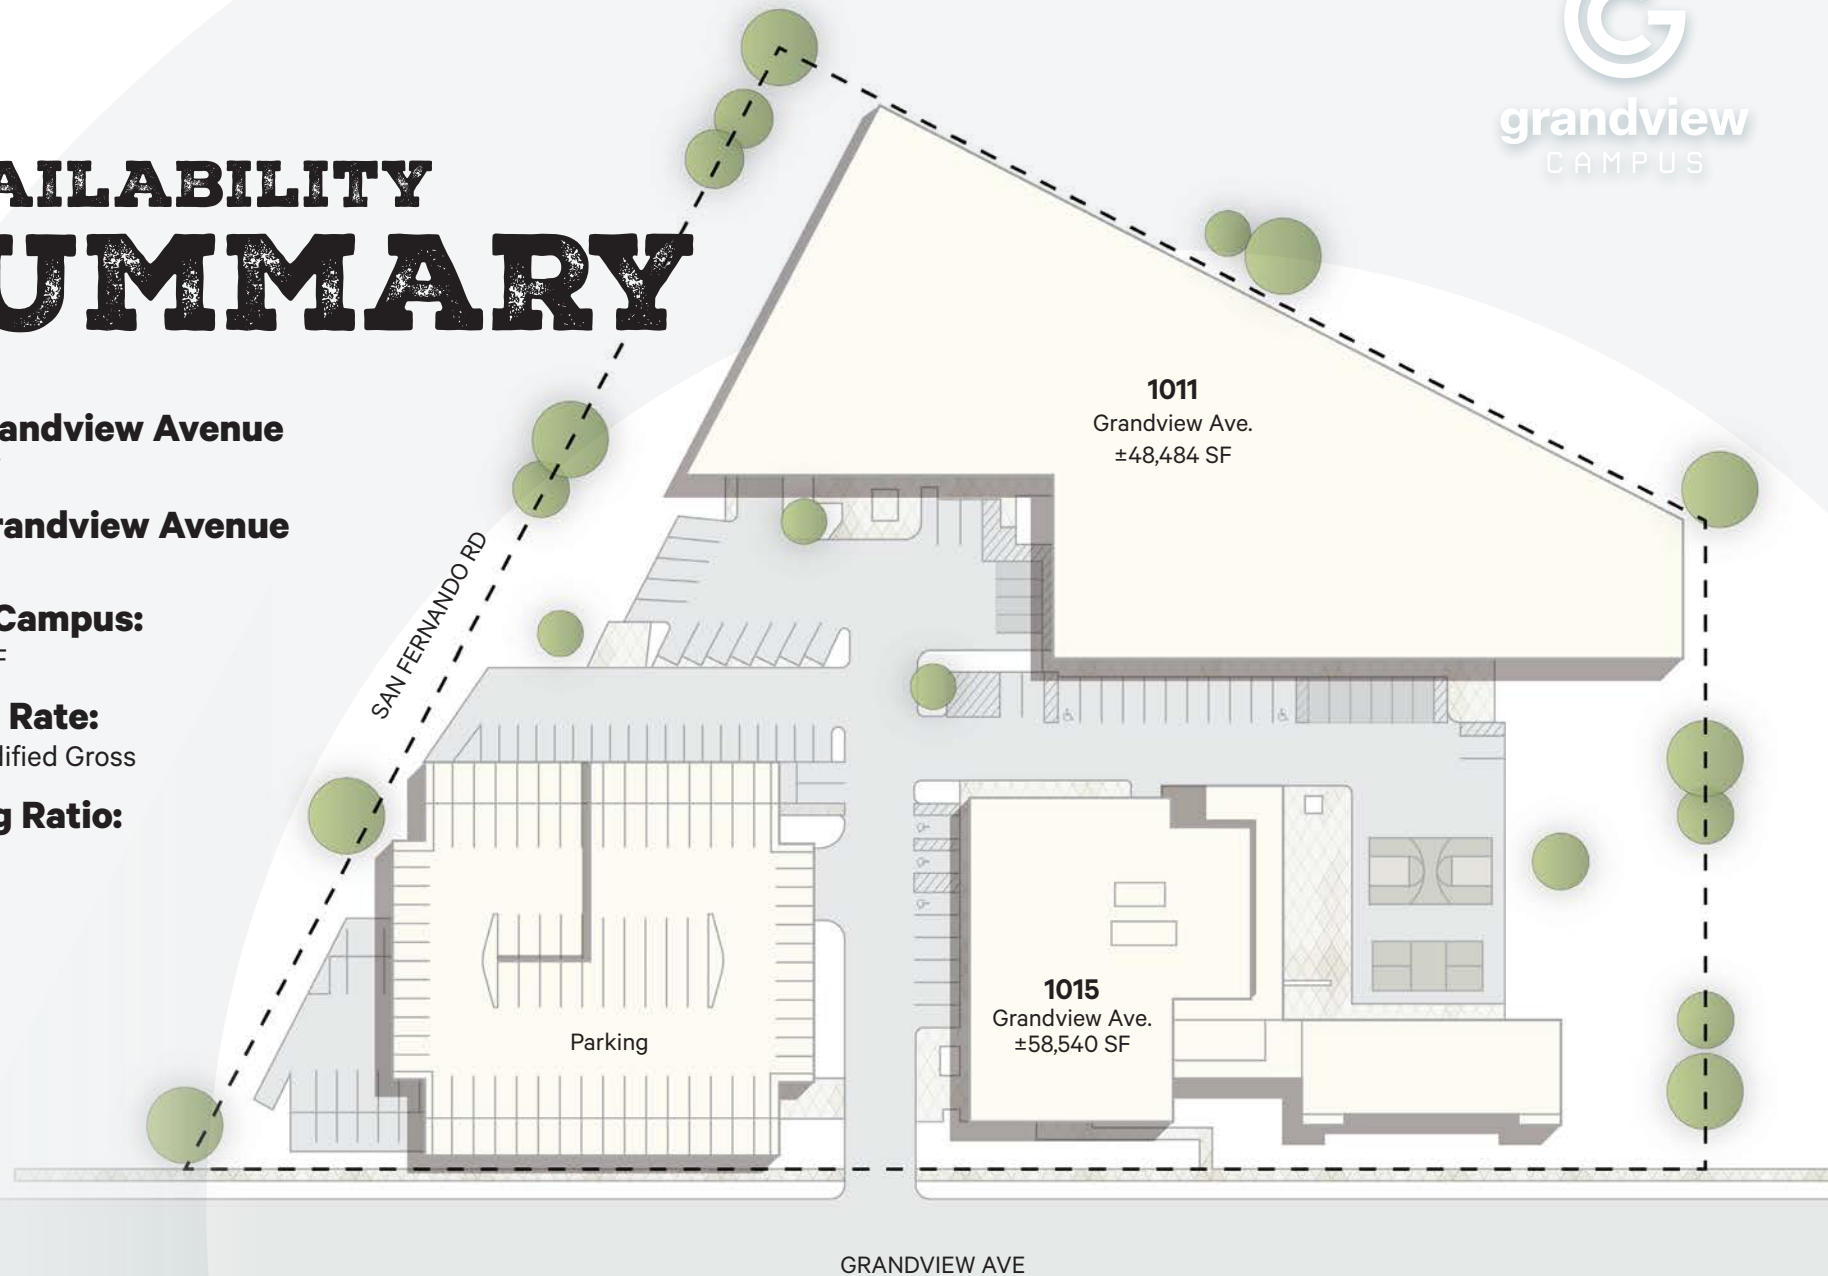 AILABILITY
UMMARY
grandview
CAMPUS
andview Avenue
randview Avenue
Campus:
Rate:
lified Gross
g Ratio:
SAN FERNANDO RD
1011
Grandview Ave.
±48,484 SF
Parking
1015
Grandview Ave.
±58,540 SF
GRANDVIEW AVE